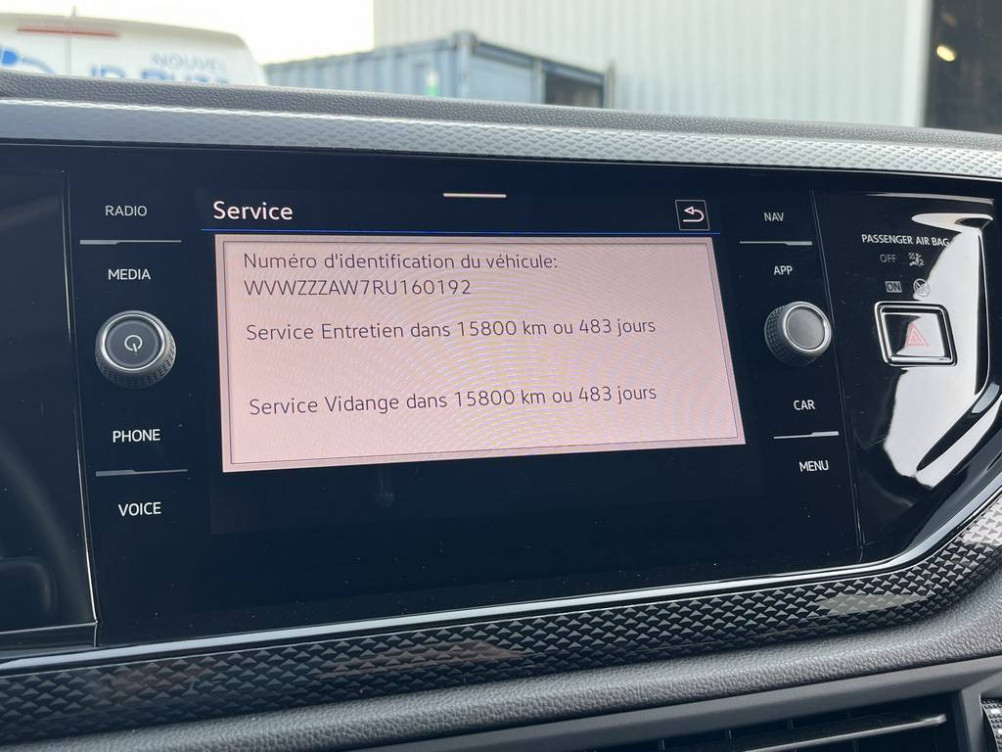 NOUVEL
RADIO
MEDIA
PHONE
VOICE
Service
Numéro d'identification du véhicule:
WVWZZZAW7RU160192
Service Entretien dans 15800 km ou 483 jours
Service Vidange dans 15800 km ou 483 jours
NAV
APP
CAR
MENU
PASSENGER AIR BAG
OFF
ON